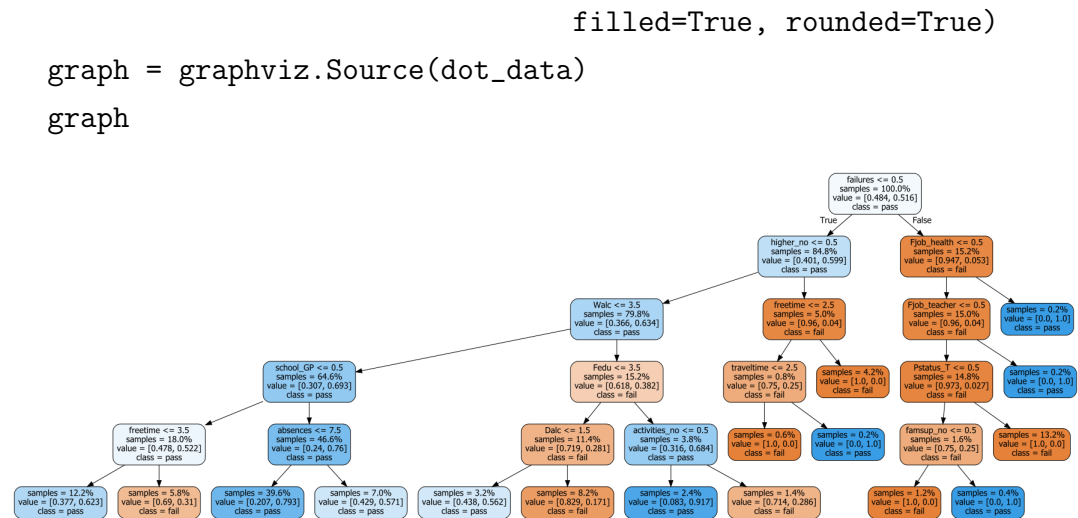 filled=True, rounded=True)
graph = graphviz.Source(dot_data)
graph
failures <= 0.5
samples = 100.0%
value = [0.484, 0.516]
class = pass
True
False
higher_no <= 0.5
samples = 84.8%
value = [0.401, 0.599]
class = pass
Fjob_health <= 0.5
samples = 15.2%
value = [0.947, 0.053]
class = fail
Walc <= 3.5
samples = 79.8%
value = [0.366, 0.634]
class = pass
freetime <= 2.5
samples = 5.0%
value = [0.96, 0.04]
class = fail
Fjob_teacher <= 0.5
samples = 15.0%
value = [0.96, 0.04]
class = fail
samples = 0.2%
value = [0.0, 1.0]
class = pass
school_GP <= 0.5
samples = 64.6%
value = [0.307, 0.693]
class = pass
Fedu <= 3.5
samples = 15.2%
value = [0.618, 0.382]
class = fail
traveltime <= 2.5
samples = 0.8%
value = [0.75, 0.25]
class = fail
samples = 4.2%
value = [1.0, 0.0]
class = fail
Pstatus_T <= 0.5
samples = 14.8%
value = [0.973, 0.027]
class = fail
samples = 0.2%
value = [0.0, 1.0]
class = pass
freetime <= 3.5
samples = 18.0%
value = [0.478, 0.522]
class = pass
absences <= 7.5
samples = 46.6%
value = [0.24, 0.76]
class = pass
Dalc <= 1.5
samples = 11.4%
value = [0.719, 0.281]
class = fail
activities_no <= 0.5
samples = 3.8%
value = [0.316, 0.684]
class = pass
samples = 0.6%
value = [1.0, 0.0]
class = fail
samples = 0.2%
value = [0.0, 1.0]
class = pass
famsup_no <= 0.5
samples = 1.6%
value = [0.75, 0.25]
class = fail
samples = 13.2%
value = [1.0, 0.0]
class = fail
samples = 12.2%
value = [0.377, 0.623]
class = pass
samples = 5.8%
value = [0.69, 0.31]
class = fail
samples = 39.6%
value = [0.207, 0.793]
class = pass
samples = 7.0%
value = [0.429, 0.571]
class = pass
samples = 3.2%
value = [0.438, 0.562]
class = pass
samples = 8.2%
value = [0.829, 0.171]
class = fail
samples = 2.4%
value = [0.083, 0.917]
class = pass
samples = 1.4%
value = [0.714, 0.286]
class = fail
samples = 1.2%
value = [1.0, 0.0]
class = fail
samples = 0.4%
value = [0.0, 1.0]
class = pass